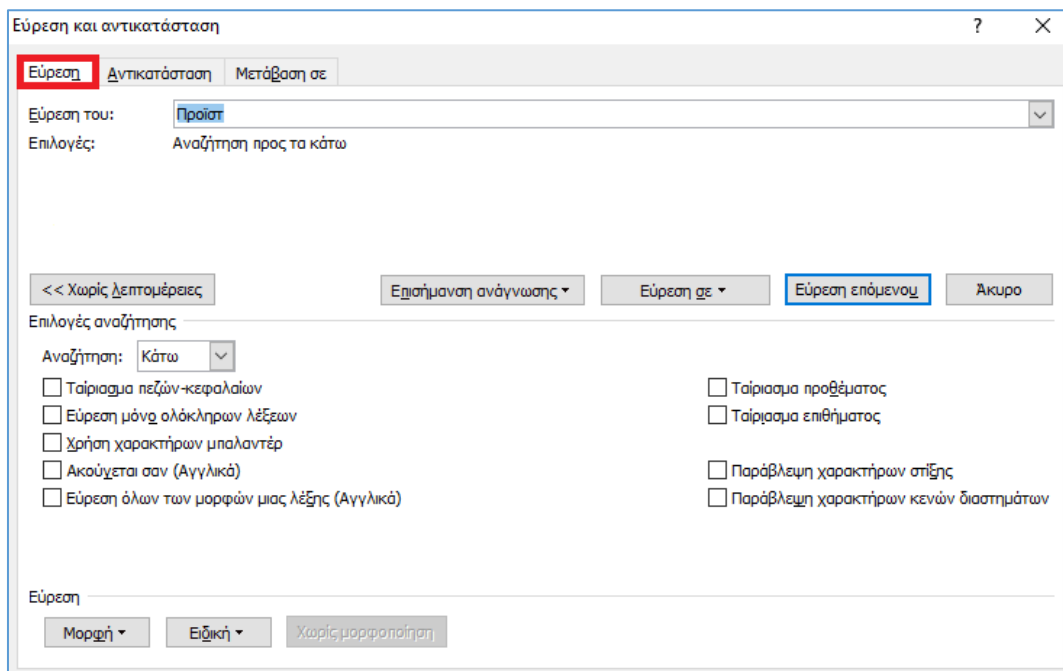 Εύρεση και αντικατάσταση ? ✕
Εύρεση Αντικατάσταση Μετάβαση σε
Εύρεση του: Προϊστ
Επιλογές: Αναζήτηση προς τα κάτω
<< Χωρίς λεπτομέρειες Επισήμανση ανάγνωσης Εύρεση σε Εύρεση επόμενου Άκυρο
Επιλογές αναζήτησης
Αναζήτηση: Κάτω
Ταίριασμα πεζών-κεφαλαίων Ταίριασμα προθέματος
Εύρεση μόνο ολόκληρων λέξεων Ταίριασμα επιθήματος
Χρήση χαρακτήρων μπαλαντέρ
Ακούγεται σαν (Αγγλικά) Παράβλεψη χαρακτήρων στίξης
Εύρεση όλων των μορφών μιας λέξης (Αγγλικά) Παράβλεψη χαρακτήρων κενών διαστημάτων
Εύρεση
Μορφή Ειδική Χωρίς μορφοποίηση